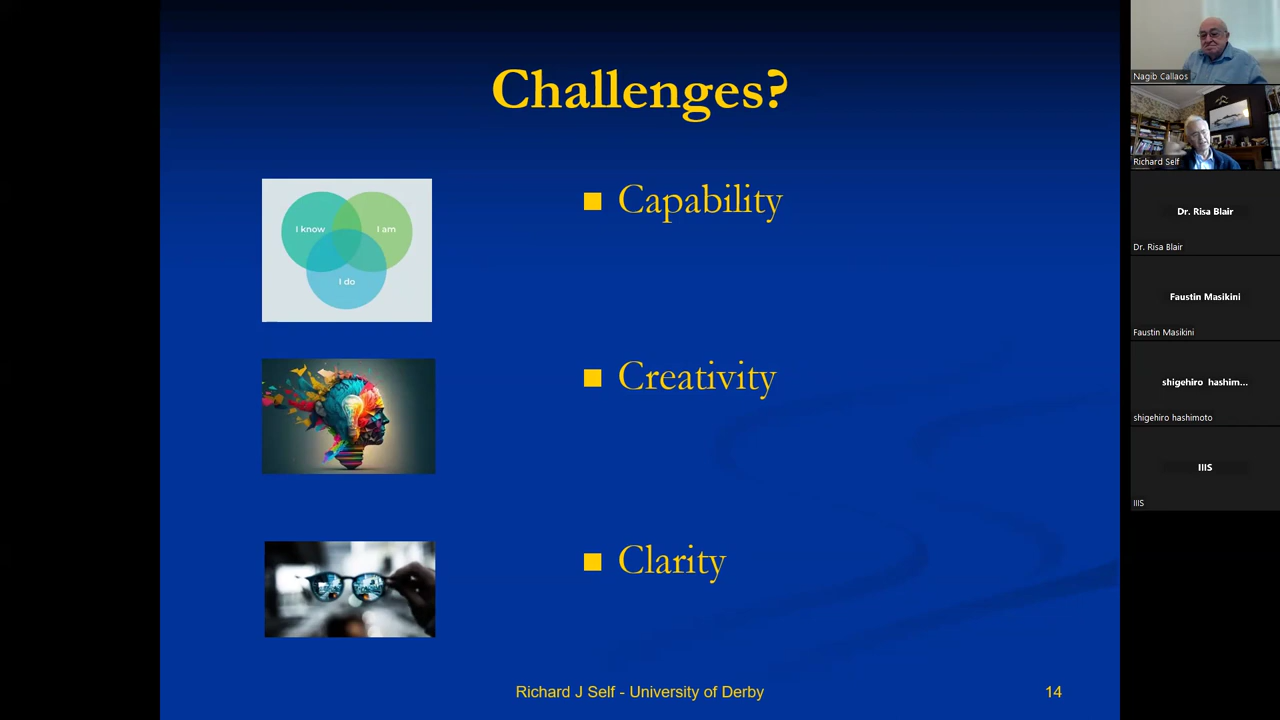 Challenges?
I know
I am
I do
■ Capability
■ Creativity
■ Clarity
Richard J Self - University of Derby
14
Nagib Callaos
Richard Self
Dr. Risa Blair
Dr. Risa Blair
Faustin Masikini
Faustin Masikini
shigehiro hashim...
shigehiro hashimoto
IIIS
IIIS